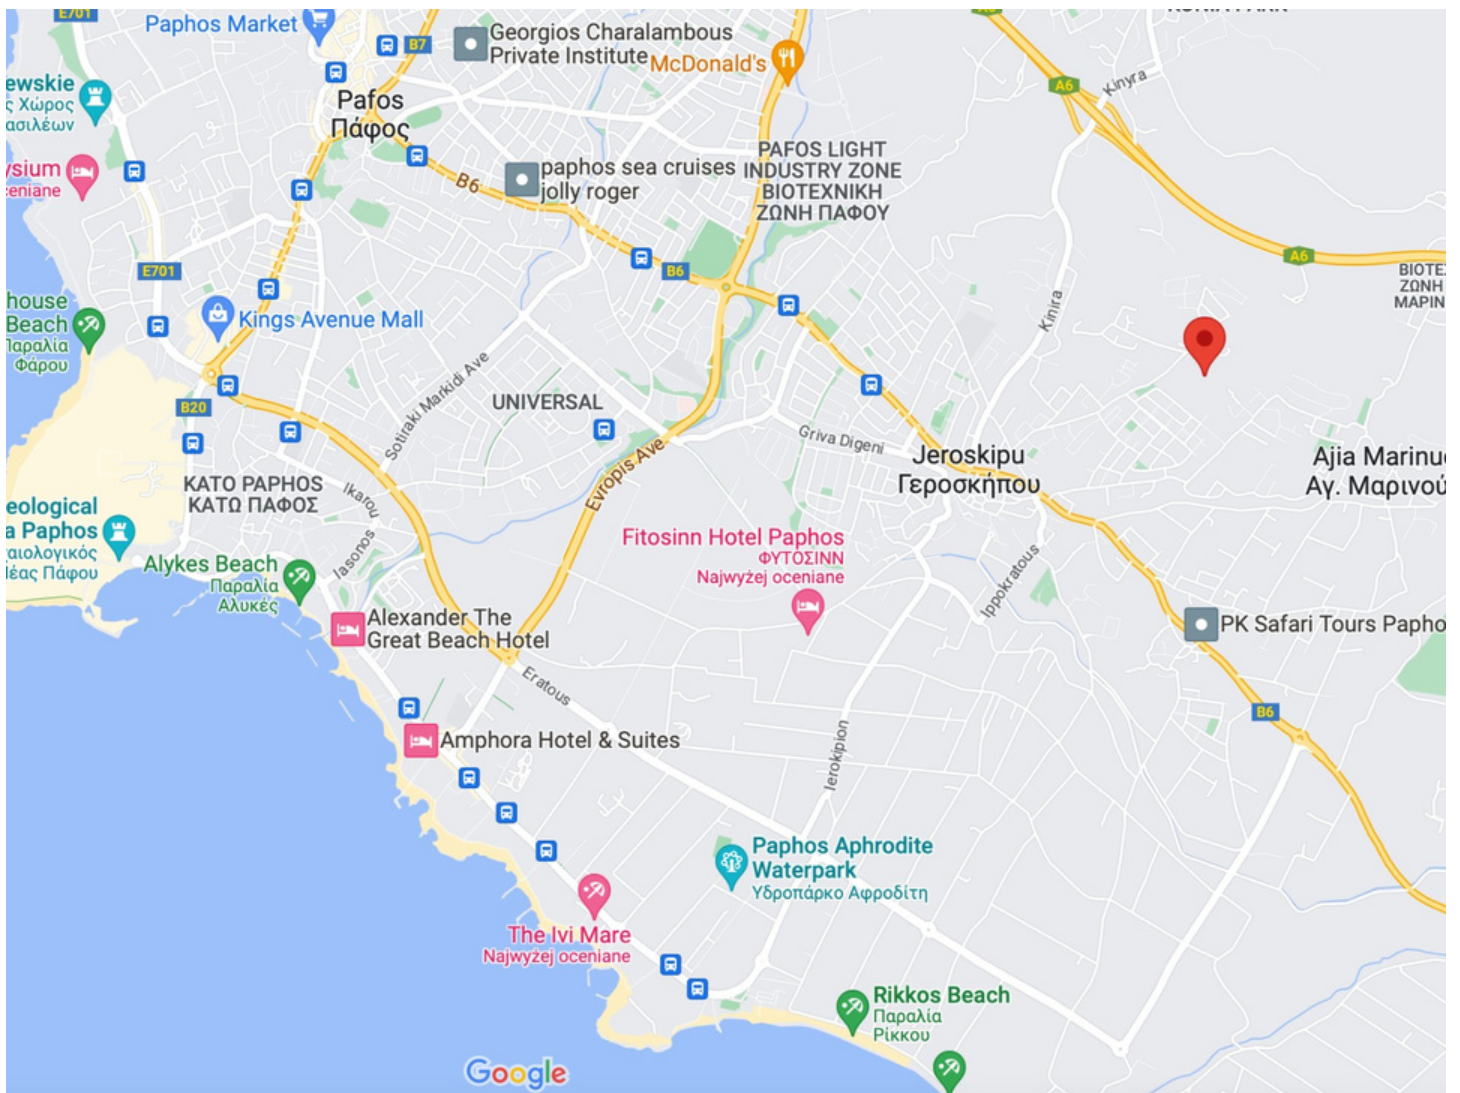 E701
Paphos Market
B7
Georgios Charalambous
Private Institute
McDonald's
A6
Kinyra
ewskie
ς Χώρος
ασιλέων
Pafos
Πάφος
ysium
ceniane
B6
paphos sea cruises
jolly roger
PAFOS LIGHT
INDUSTRY ZONE
ΒΙΟΤΕΧΝΙΚΗ
ΖΩΝΗ ΠΑΦΟΥ
A6
E701
B6
ΒΙΟΤΕΧ
ΖΩΝΗ
ΜΑΡΙΝ
house
Beach
Παραλία
Φάρου
Kings Avenue Mall
Kinira
Sotiraki Markidi Ave
B20
UNIVERSAL
Evropis Ave
Griva Digeni
Jeroskipu
Γεροσκήπου
Ajia Marinu
Αγ. Μαρινού
KATO PAPHOS
ΚΑΤΩ ΠΑΦΟΣ
Ikarou
Iasonos
eological
a Paphos
αιολογικός
Νέας Πάφου
Alykes Beach
Παραλία
Αλυκές
Fitosinn Hotel Paphos
ΦΥΤΟΣΙΝΝ
Najwyżej oceniane
Ippokratous
Alexander The
Great Beach Hotel
PK Safari Tours Papho
Eratous
B6
Amphora Hotel & Suites
Ierokipion
Paphos Aphrodite
Waterpark
Υδροπάρκο Αφροδίτη
The Ivi Mare
Najwyżej oceniane
Rikkos Beach
Παραλία
Ρίκκου
Google